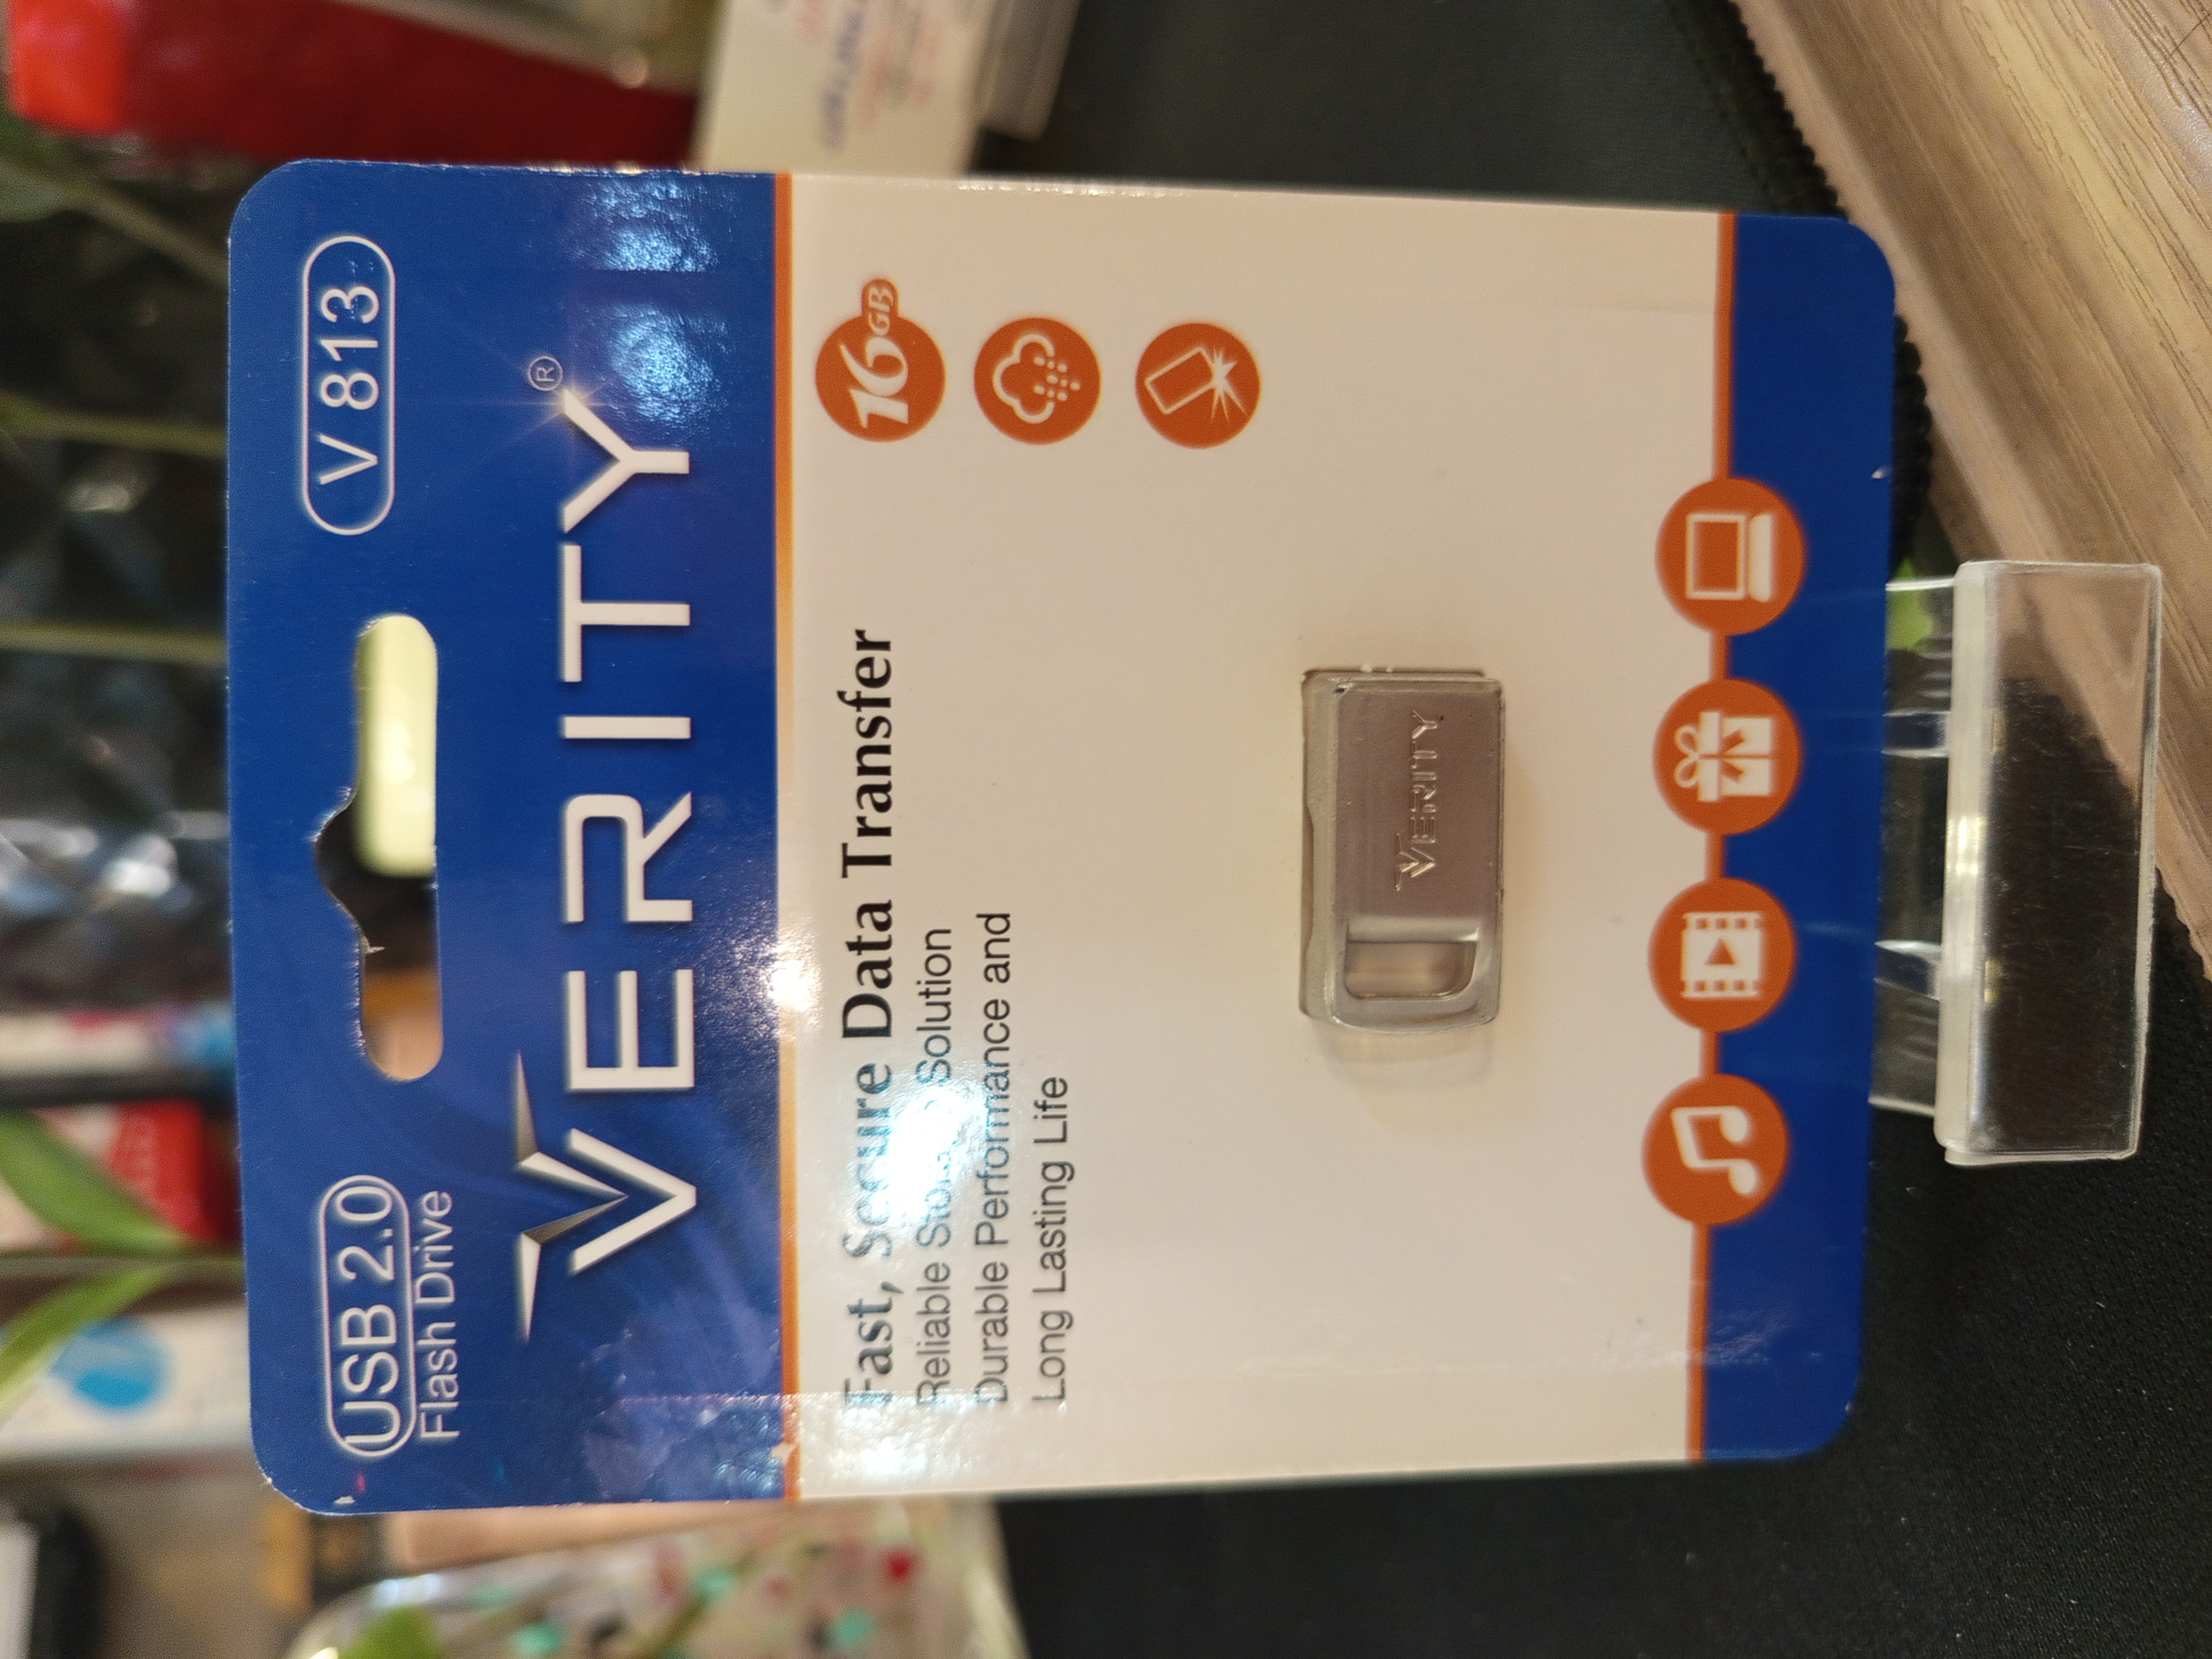 USB 2.0
Flash Drive
V 813
VERITY®
Fast, Secure Data Transfer
Reliable Storage Solution
Durable Performance and
Long Lasting Life
16GB
VERITY